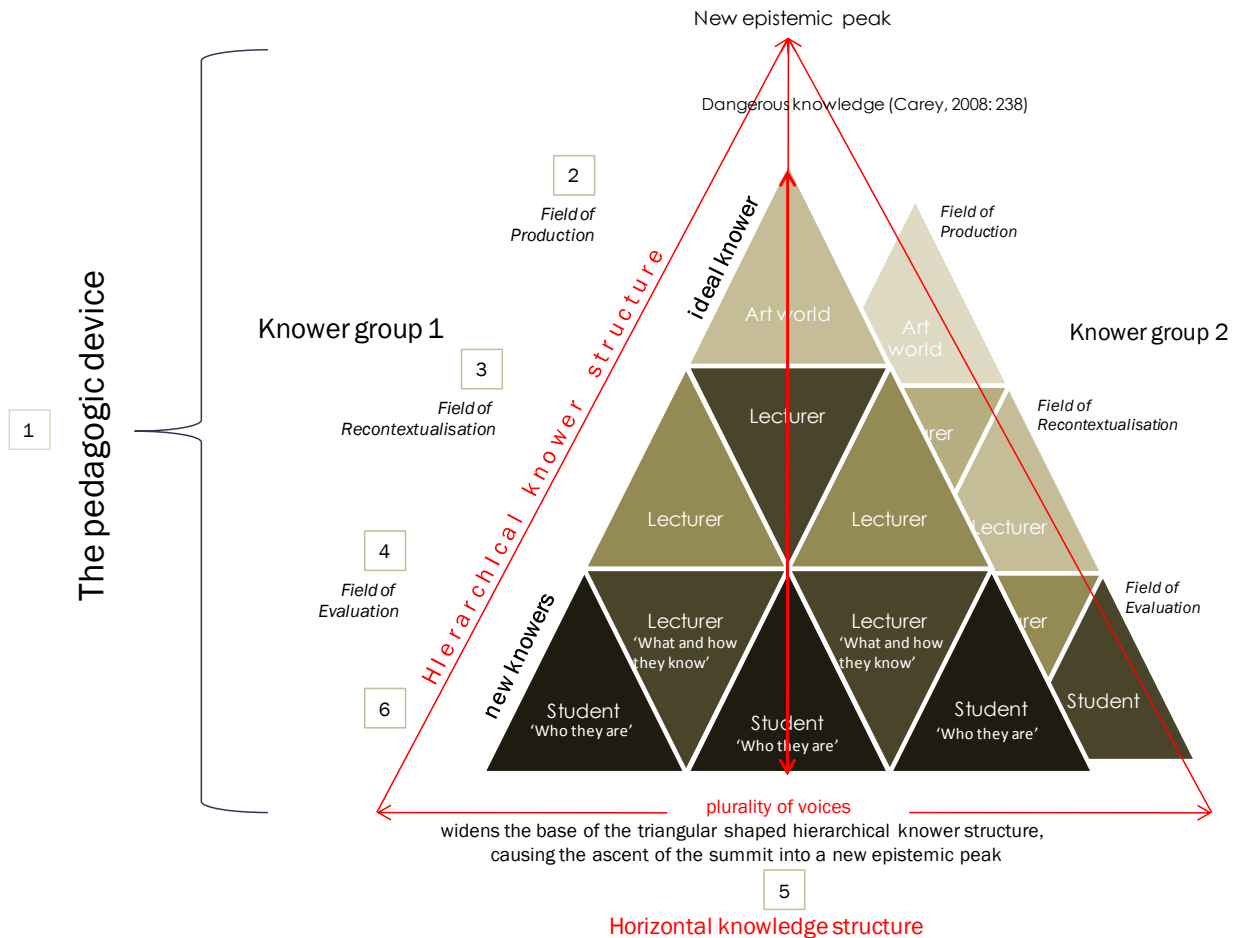 New epistemic peak
Dangerous knowledge (Carey, 2008: 238)
2
Field of
Production
ideal knower
Field of
Production
HIerarchIcal knower structure
Art world
Art
world
Knower group 1
Knower group 2
The pedagogic device
1
3
Field of
Recontextualisation
Lecturer
urer
Field of
Recontextualisation
Lecturer
Lecturer
Lecturer
4
Field of
Evaluation
new knowers
Field of
Evaluation
Lecturer
'What and how
they know'
Lecturer
'What and how
they know'
urer
6
Student
'Who they are'
Student
'Who they are'
Student
'Who they are'
Student
plurality of voices
widens the base of the triangular shaped hierarchical knower structure,
causing the ascent of the summit into a new epistemic peak
5
Horizontal knowledge structure